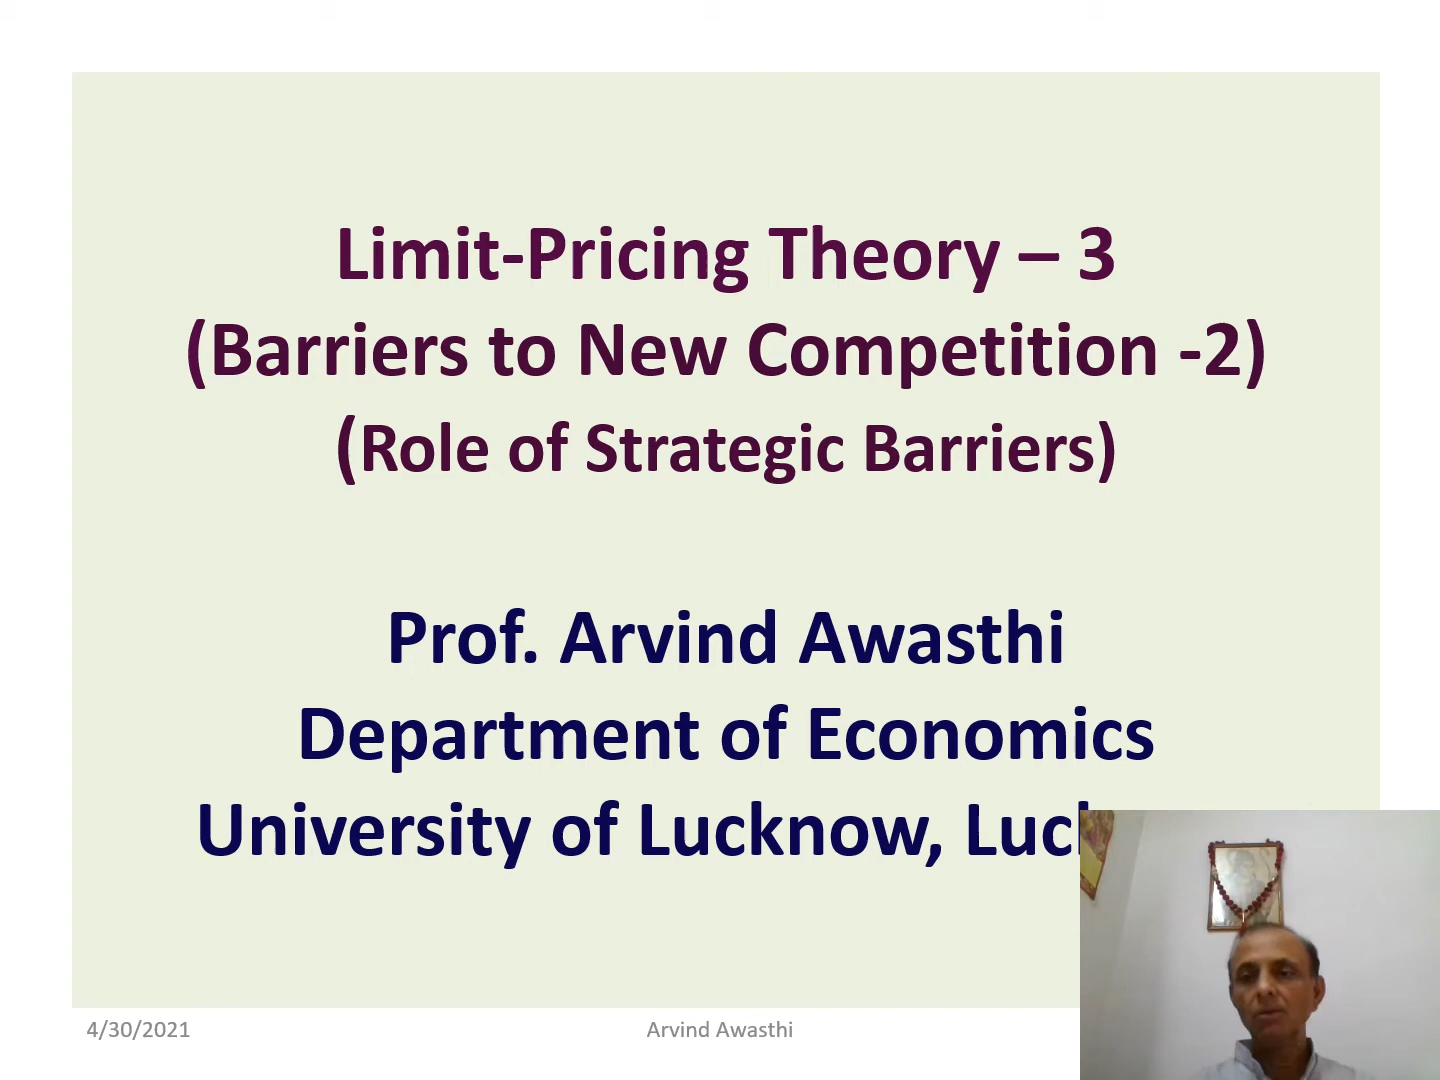 Limit-Pricing Theory – 3
(Barriers to New Competition -2)
(Role of Strategic Barriers)
Prof. Arvind Awasthi
Department of Economics
University of Lucknow,
4/30/2021
Arvind Awasthi